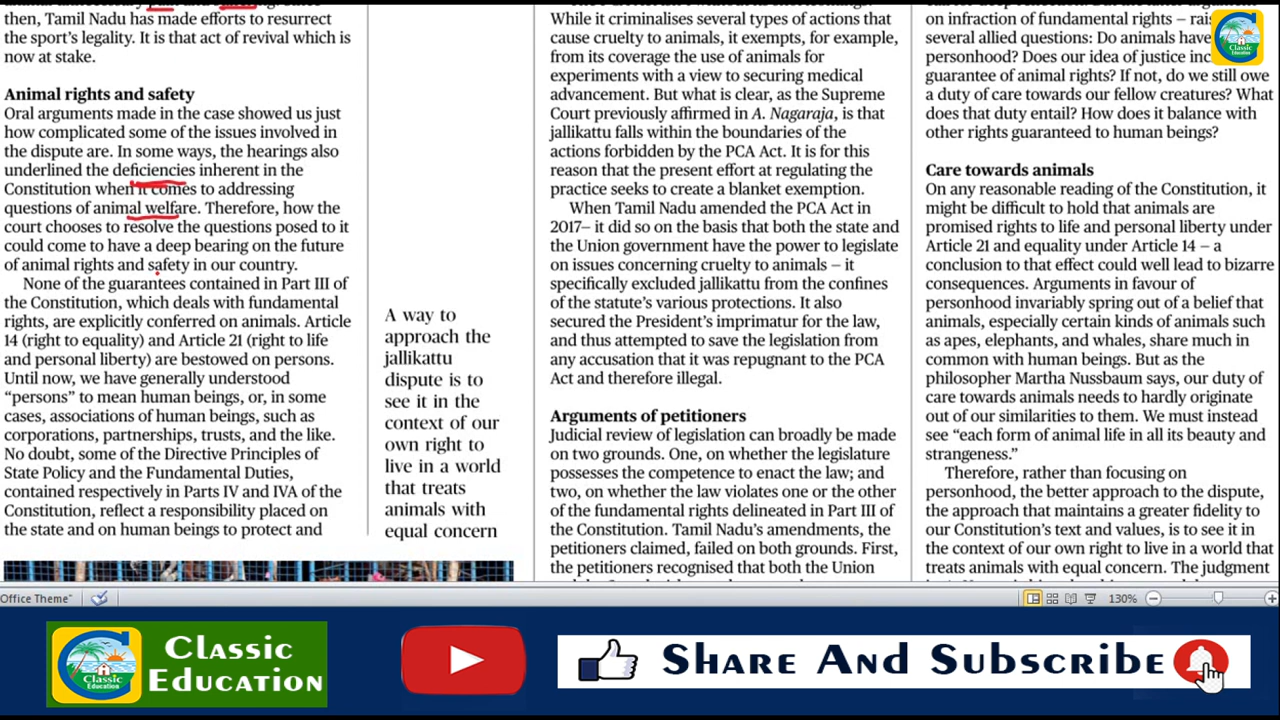 then, Tamil Nadu has made efforts to resurrect
the sport's legality. It is that act of revival which is
now at stake.
Animal rights and safety
Oral arguments made in the case showed us just
how complicated some of the issues involved in
the dispute are. In some ways, the hearings also
underlined the deficiencies inherent in the
Constitution when it comes to addressing
questions of animal welfare. Therefore, how the
court chooses to resolve the questions posed to it
could come to have a deep bearing on the future
of animal rights and safety in our country.
None of the guarantees contained in Part III of
the Constitution, which deals with fundamental
rights, are explicitly conferred on animals. Article
14 (right to equality) and Article 21 (right to life
and personal liberty) are bestowed on persons.
Until now, we have generally understood
“persons” to mean human beings, or, in some
cases, associations of human beings, such as
corporations, partnerships, trusts, and the like.
No doubt, some of the Directive Principles of
State Policy and the Fundamental Duties,
contained respectively in Parts IV and IVA of the
Constitution, reflect a responsibility placed on
the state and on human beings to protect and
A way to
approach the
jallikattu
dispute is to
see it in the
context of our
own right to
live in a world
that treats
animals with
equal concern
While it criminalises several types of actions that
cause cruelty to animals, it exempts, for example,
from its coverage the use of animals for
experiments with a view to securing medical
advancement. But what is clear, as the Supreme
Court previously affirmed in A. Nagaraja, is that
jallikattu falls within the boundaries of the
actions forbidden by the PCA Act. It is for this
reason that the present effort at regulating the
practice seeks to create a blanket exemption.
When Tamil Nadu amended the PCA Act in
2017– it did so on the basis that both the state and
the Union government have the power to legislate
on issues concerning cruelty to animals – it
specifically excluded jallikattu from the confines
of the statute's various protections. It also
secured the President's imprimatur for the law,
and thus attempted to save the legislation from
any accusation that it was repugnant to the PCA
Act and therefore illegal.
Arguments of petitioners
Judicial review of legislation can broadly be made
on two grounds. One, on whether the legislature
possesses the competence to enact the law; and
two, on whether the law violates one or the other
of the fundamental rights delineated in Part III of
the Constitution. Tamil Nadu's amendments, the
petitioners claimed, failed on both grounds. First,
the petitioners recognised that both the Union
on infraction of fundamental rights –
several allied questions: Do animals have
personhood? Does our idea of justice
guarantee of animal rights? If not, do we still owe
a duty of care towards our fellow creatures? What
does that duty entail? How does it balance with
other rights guaranteed to human beings?
Care towards animals
On any reasonable reading of the Constitution, it
might be difficult to hold that animals are
promised rights to life and personal liberty under
Article 21 and equality under Article 14 – a
conclusion to that effect could well lead to bizarre
consequences. Arguments in favour of
personhood invariably spring out of a belief that
animals, especially certain kinds of animals such
as apes, elephants, and whales, share much in
common with human beings. But as the
philosopher Martha Nussbaum says, our duty of
care towards animals needs to hardly originate
out of our similarities to them. We must instead
see “each form of animal life in all its beauty and
strangeness.”
Therefore, rather than focusing on
personhood, the better approach to the dispute,
the approach that maintains a greater fidelity to
our Constitution's text and values, is to see it in
the context of our own right to live in a world that
treats animals with equal concern. The judgment
Classic
Education
Office Theme"
130%
Classic
Education
Classic
Education
Share And Subscribe